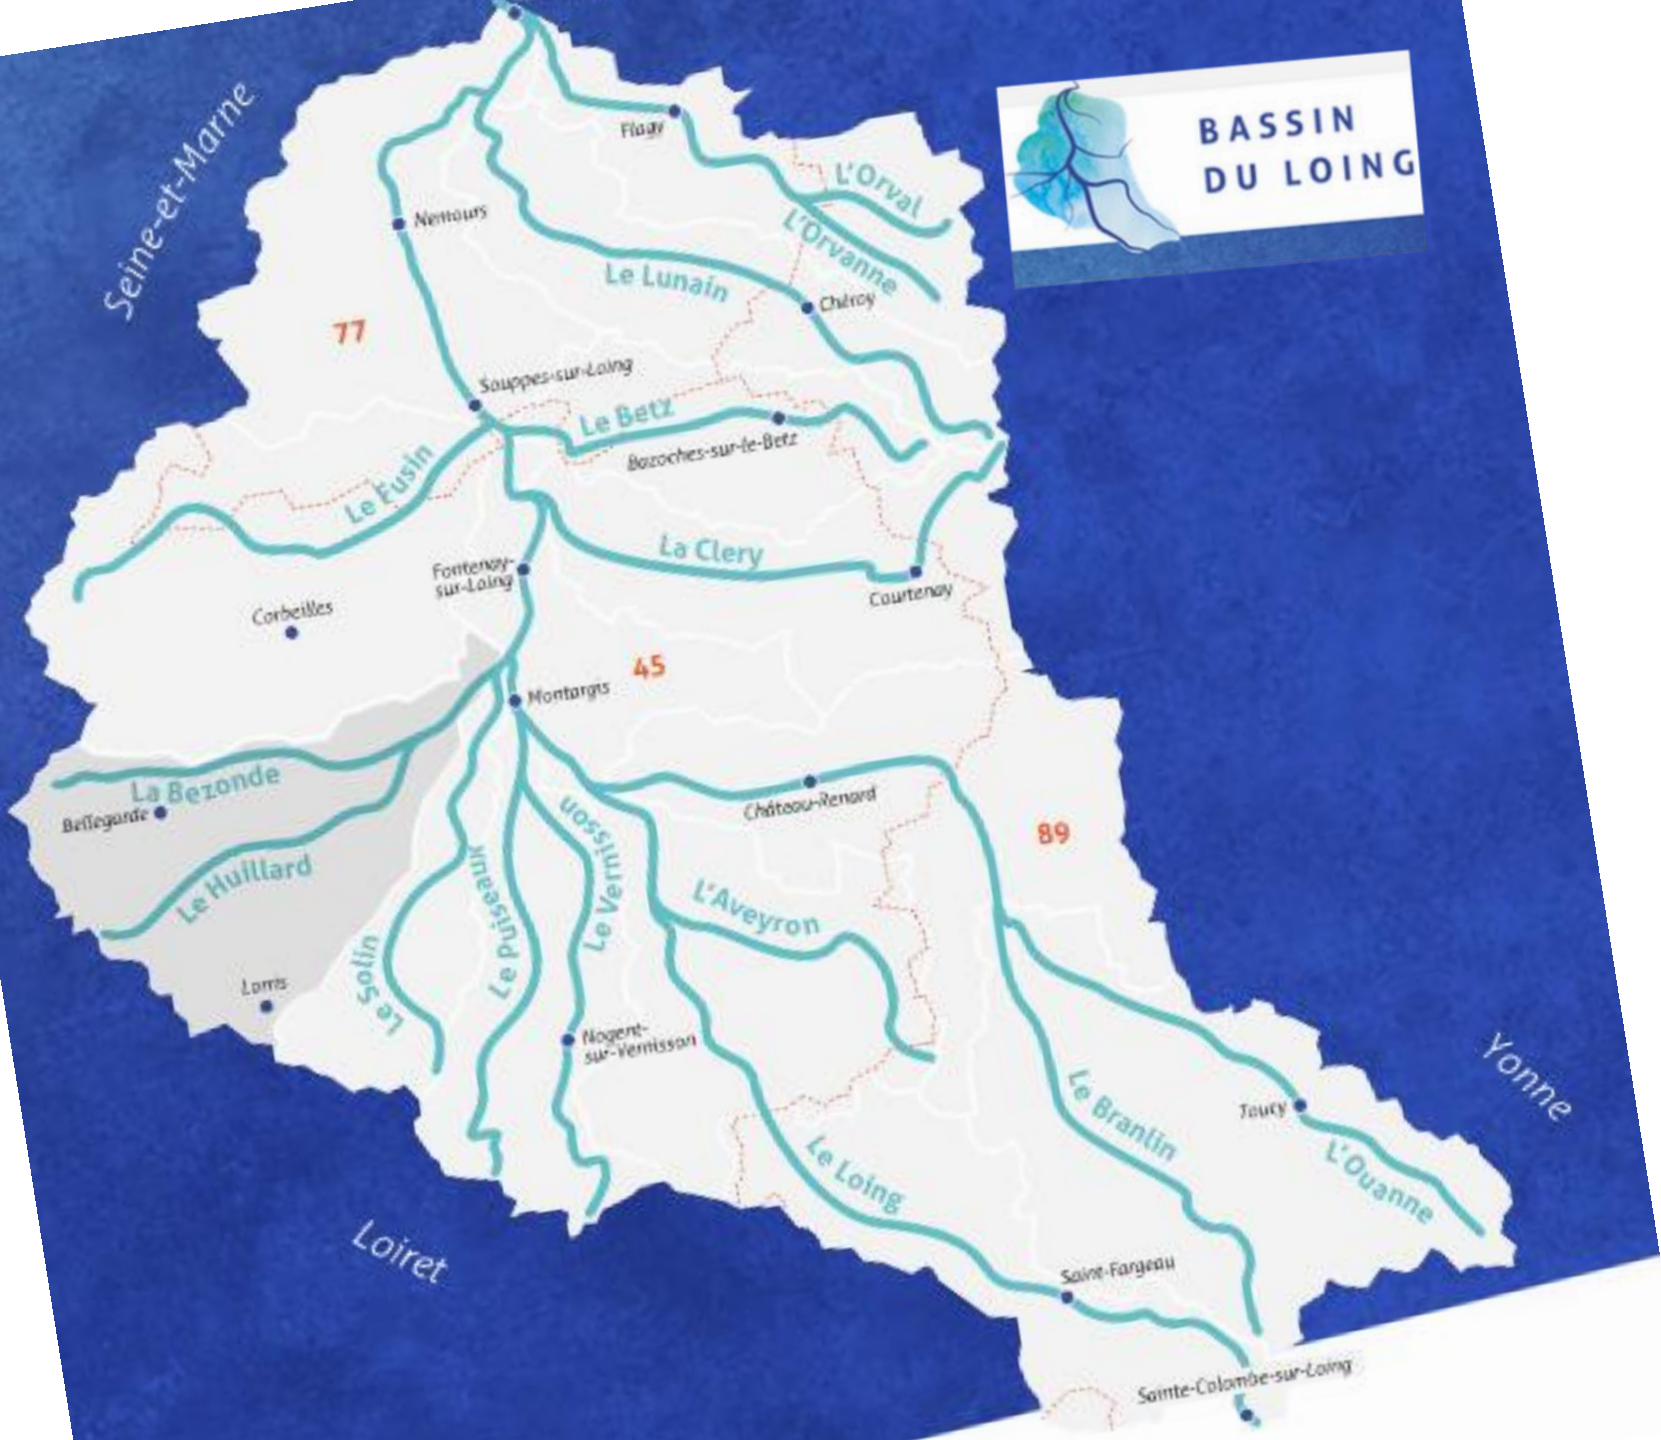 BASSIN
DU LOING
Seine-et-Marne
Flagy
L'Orval
L'Orvanne
Nemours
Le Lunain
Chéroy
77
Souppes-sur-Loing
Le Betz
Bazoches-sur-le-Betz
Le Fusin
La Clery
Fontenay-
sur-Loing
Courtenay
Corbeilles
45
Montargis
La Bezonde
Bellegarde
Château-Renard
89
Le Huillard
Le Puiseaux
Le Vernisson
L'Aveyron
Le Solin
Lorris
Nogent-
sur-Vernisson
Yonne
Le Branlin
Toucy
L'Ouanne
Le Loing
Loiret
Saint-Fargeau
Sainte-Colombe-sur-Loing